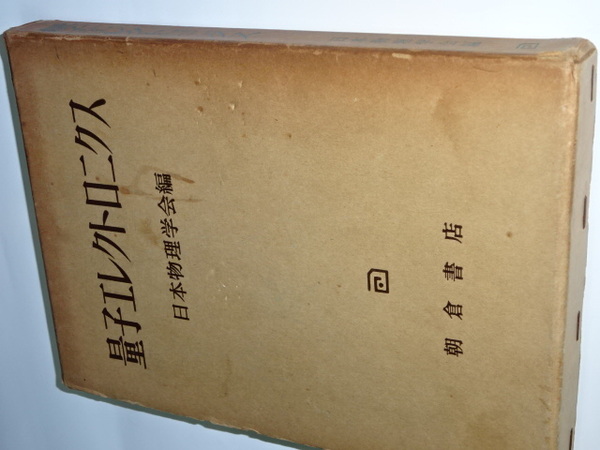 量子エレクトロニクス
日本物理学会編
朝倉書店